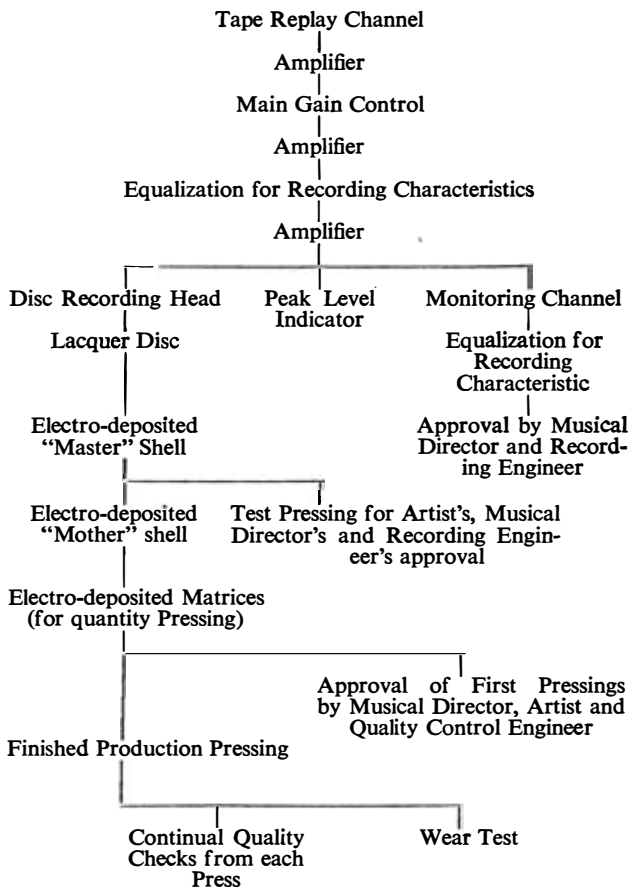 Tape Replay Channel
Amplifier
Main Gain Control
Amplifier
Equalization for Recording Characteristics
Amplifier
Disc Recording Head
Peak Level
Indicator
Monitoring Channel
Lacquer Disc
Equalization for
Recording
Characteristic
Electro-deposited
“Master” Shell
Approval by Musical
Director and Record-
ing Engineer
Electro-deposited
“Mother” shell
Test Pressing for Artist’s, Musical
Director’s and Recording Engin-
eer’s approval
Electro-deposited Matrices
(for quantity Pressing)
Approval of First Pressings
by Musical Director, Artist and
Quality Control Engineer
Finished Production Pressing
Continual Quality
Checks from each
Press
Wear Test